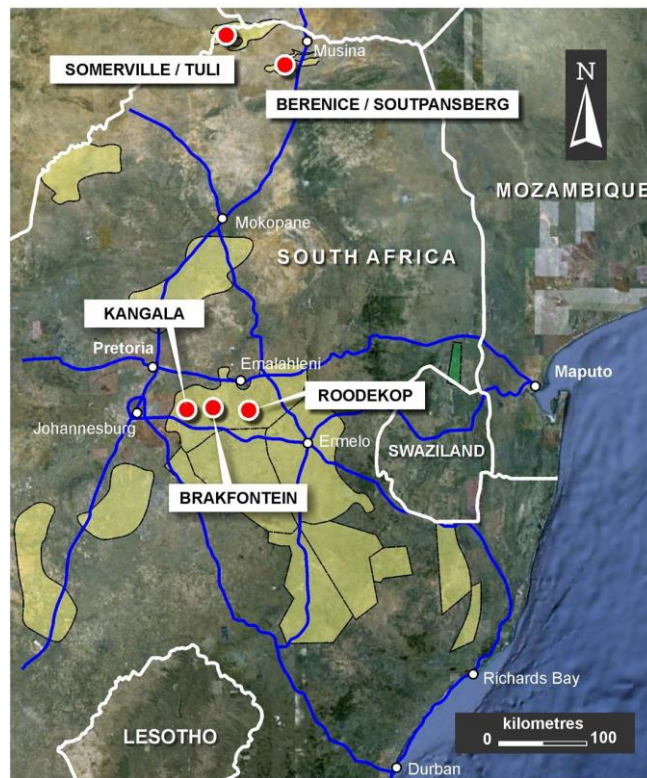 Musina
SOMERVILLE / TULI
BERENICE / SOUTPANSBERG
N
MOZAMBIQUE
Mokopane
SOUTH AFRICA
KANGALA
Pretoria
Emalahleni
Maputo
ROODEKOP
Johannesburg
Ermelo
SWAZILAND
BRAKFONTEIN
Richards Bay
kilometres
0 100
LESOTHO
Durban